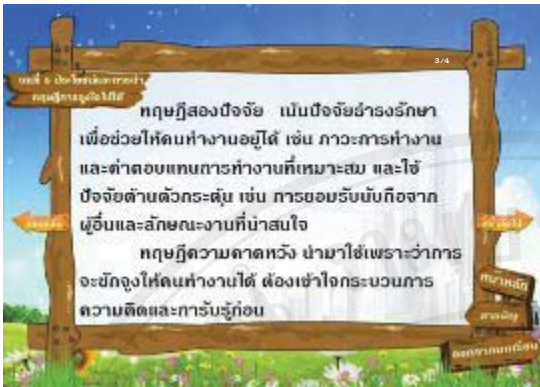 3/4
บทที่ 6 ประโยชน์และการนำ
ทฤษฎีการจูงใจไปใช้
ทฤษฎีสองปัจจัย เน้นปัจจัยธำรงรักษา
เพื่อช่วยให้คนทำงานอยู่ได้ เช่น ภาวะการทำงาน
และค่าตอบแทนการทำงานที่เหมาะสม และใช้
ปัจจัยด้านตัวกระตุ้น เช่น การยอมรับนับถือจาก
ผู้อื่นและลักษณะงานที่น่าสนใจ
ทฤษฎีความคาดหวัง นำมาใช้เพราะว่าการ
จะชักจูงให้คนทำงานได้ ต้องเข้าใจกระบวนการ
ความคิดและการับรู้ก่อน
หน้าหลัก
สารบัญ
ออกจากบทเรียน